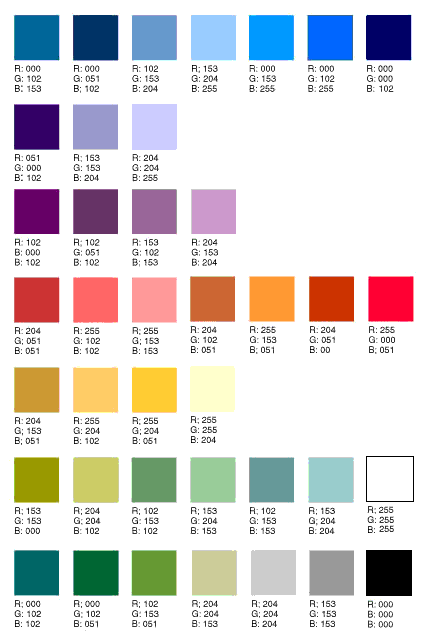 R: 000 R: 000 R: 102 R; 153 R: 000 R: 000 R: 000
G: 102 G: 051 G: 153 G: 204 G: 153 G: 102 G: 000
B: 153 B; 102 B: 204 B: 255 B: 255 B: 255 B: 102
R: 051 R; 153 R: 204
G: 000 G: 153 G: 204
B: 102 B: 204 B: 255
R: 102 R; 102 R: 153 R: 204
B: 000 G: 051 G: 102 G: 153
B: 102 B: 102 B; 153 B: 204
R: 204 R: 255 R: 255 R: 204 R: 255 R: 204 R: 255
G; 051 G: 102 G: 153 G: 102 G: 153 G: 051 G: 000
B: 051 B: 102 B: 153 B: 051 B; 051 B: 00 B; 051
R: 204 R: 255 R; 255 R; 255
G; 153 G: 204 G; 204 G: 255
B; 051 B: 102 B: 051 B: 204
R; 153 R: 204 R: 102 R; 153 R; 102 R: 153 R; 255
G: 153 G: 204 G: 153 G: 204 G: 153 G; 204 G: 255
B: 000 B: 102 B: 102 B: 153 B: 153 B: 204 B: 255
R; 000 R; 000 R: 102 R: 204 R: 204 R: 153 R: 000
G: 102 G: 102 G: 153 G: 204 G; 204 G: 153 B: 000
B: 102 B: 051 B: 051 B: 153 B: 204 B: 153 B: 000